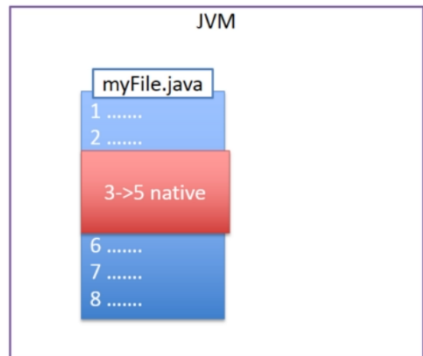 JVM
myFile.java
1 .......
2 .......
3->5 native
6 .......
7 .......
8 .......